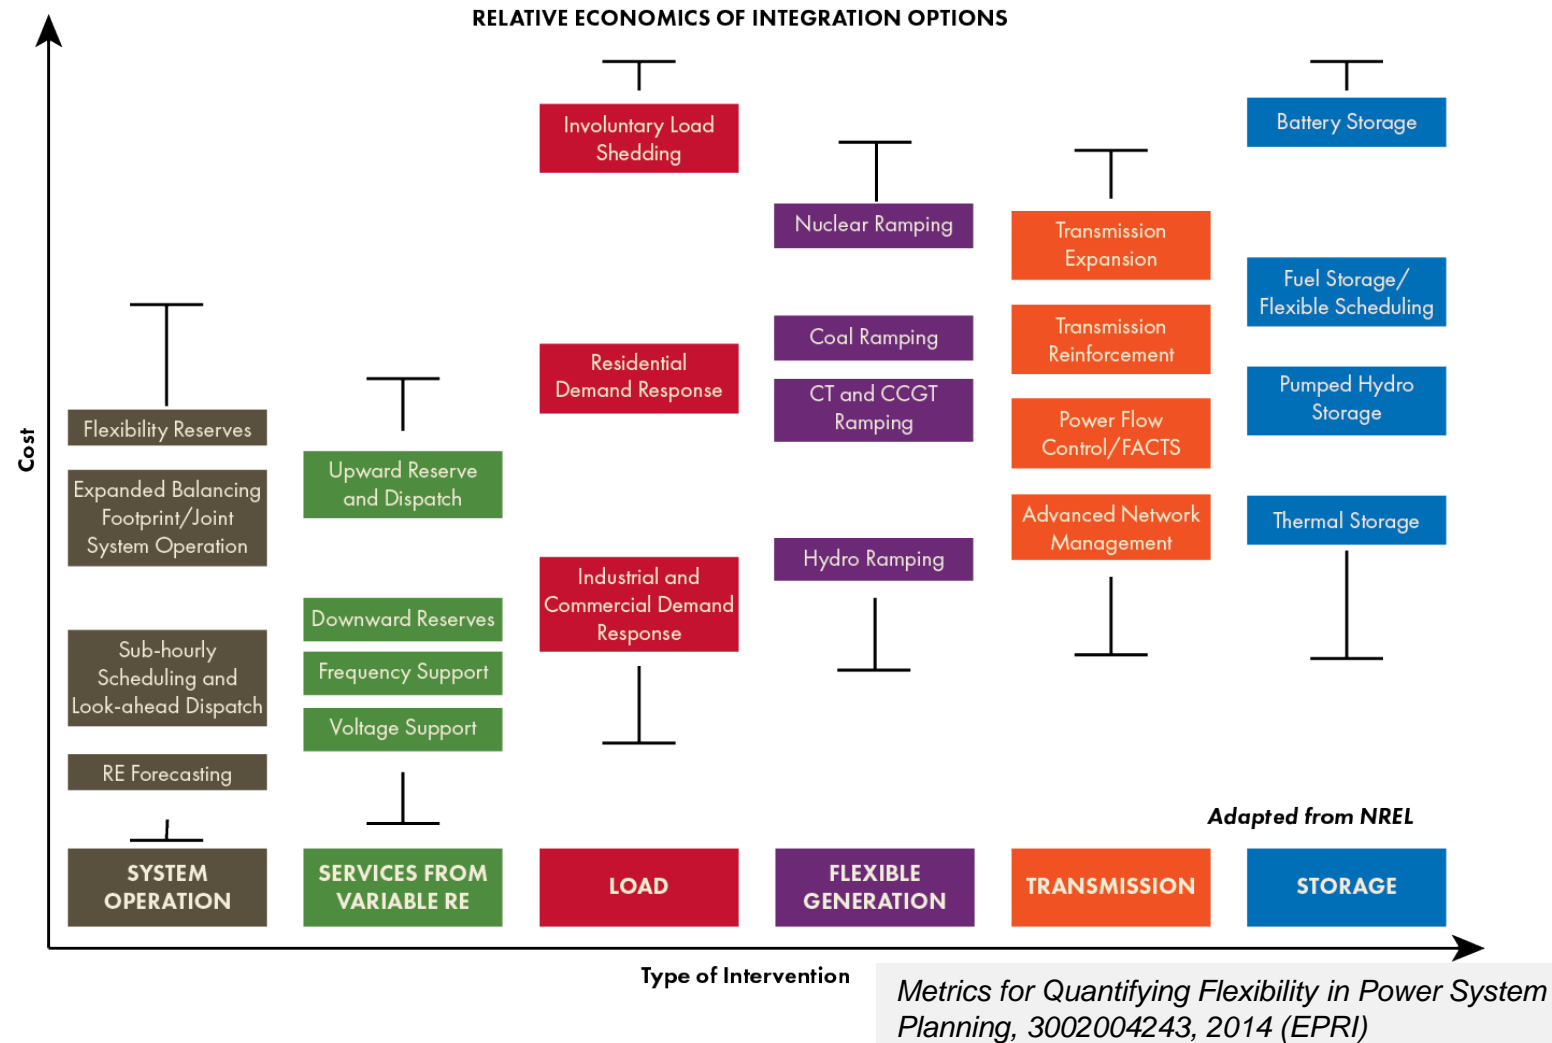 RELATIVE ECONOMICS OF INTEGRATION OPTIONS
Cost
Flexibility Reserves
Expanded Balancing
Footprint/Joint
System Operation
Sub-hourly
Scheduling and
Look-ahead Dispatch
RE Forecasting
SYSTEM
OPERATION
Upward Reserve
and Dispatch
Downward Reserves
Frequency Support
Voltage Support
SERVICES FROM
VARIABLE RE
Involuntary Load
Shedding
Residential
Demand Response
Industrial and
Commercial Demand
Response
LOAD
Nuclear Ramping
Coal Ramping
CT and CCGT
Ramping
Hydro Ramping
FLEXIBLE
GENERATION
Transmission
Expansion
Transmission
Reinforcement
Power Flow
Control/FACTS
Advanced Network
Management
TRANSMISSION
Battery Storage
Fuel Storage/
Flexible Scheduling
Pumped Hydro
Storage
Thermal Storage
Adapted from NREL
STORAGE
Type of Intervention
Metrics for Quantifying Flexibility in Power System
Planning, 3002004243, 2014 (EPRI)